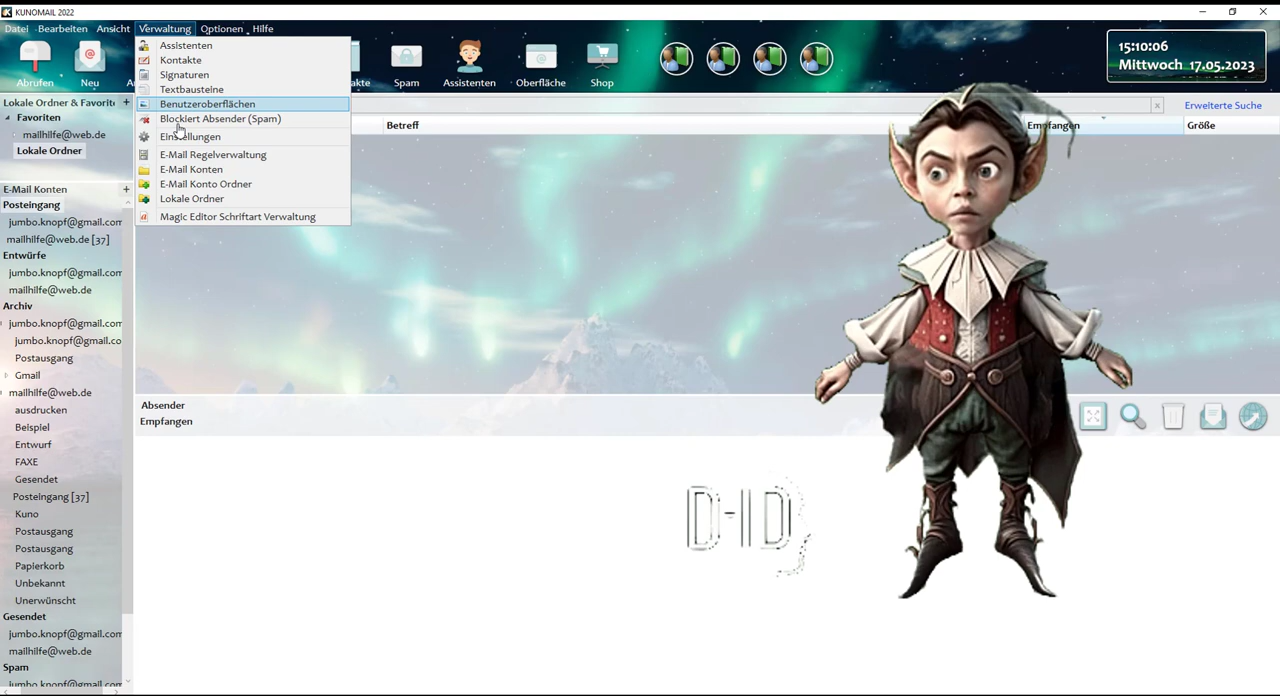 KUNOMAIL 2022
Datei Bearbeiten Ansicht Verwaltung Optionen Hilfe
Abrufen Neu Spam Assistenten Oberfläche Shop
15:10:06
Mittwoch 17.05.2023
Assistenten
Kontakte
Signaturen
Textbausteine
Benutzeroberflächen
Blockiert Absender (Spam)
Einstellungen
E-Mail Regelverwaltung
E-Mail Konten
E-Mail Konto Ordner
Lokale Ordner
Magic Editor Schriftart Verwaltung
Erweiterte Suche
Betreff Empfangen Größe
Lokale Ordner & Favorite +
Favoriten
mailhilfe@web.de
Lokale Ordner
E-Mail Konten +
Posteingang
jumbo.knopf@gmail.com
mailhilfe@web.de [37]
Entwürfe
jumbo.knopf@gmail.com
mailhilfe@web.de
Archiv
jumbo.knopf@gmail.com
jumbo.knopf@gmail.co
Postausgang
Gmail
mailhilfe@web.de
ausdrucken
Beispiel
Entwurf
FAXE
Gesendet
Posteingang [37]
Kuno
Postausgang
Postausgang
Papierkorb
Unbekannt
Unerwünscht
Gesendet
jumbo.knopf@gmail.com
mailhilfe@web.de
Spam
jumbo.knopf@gmail.com
Absender
Empfangen
D-ID